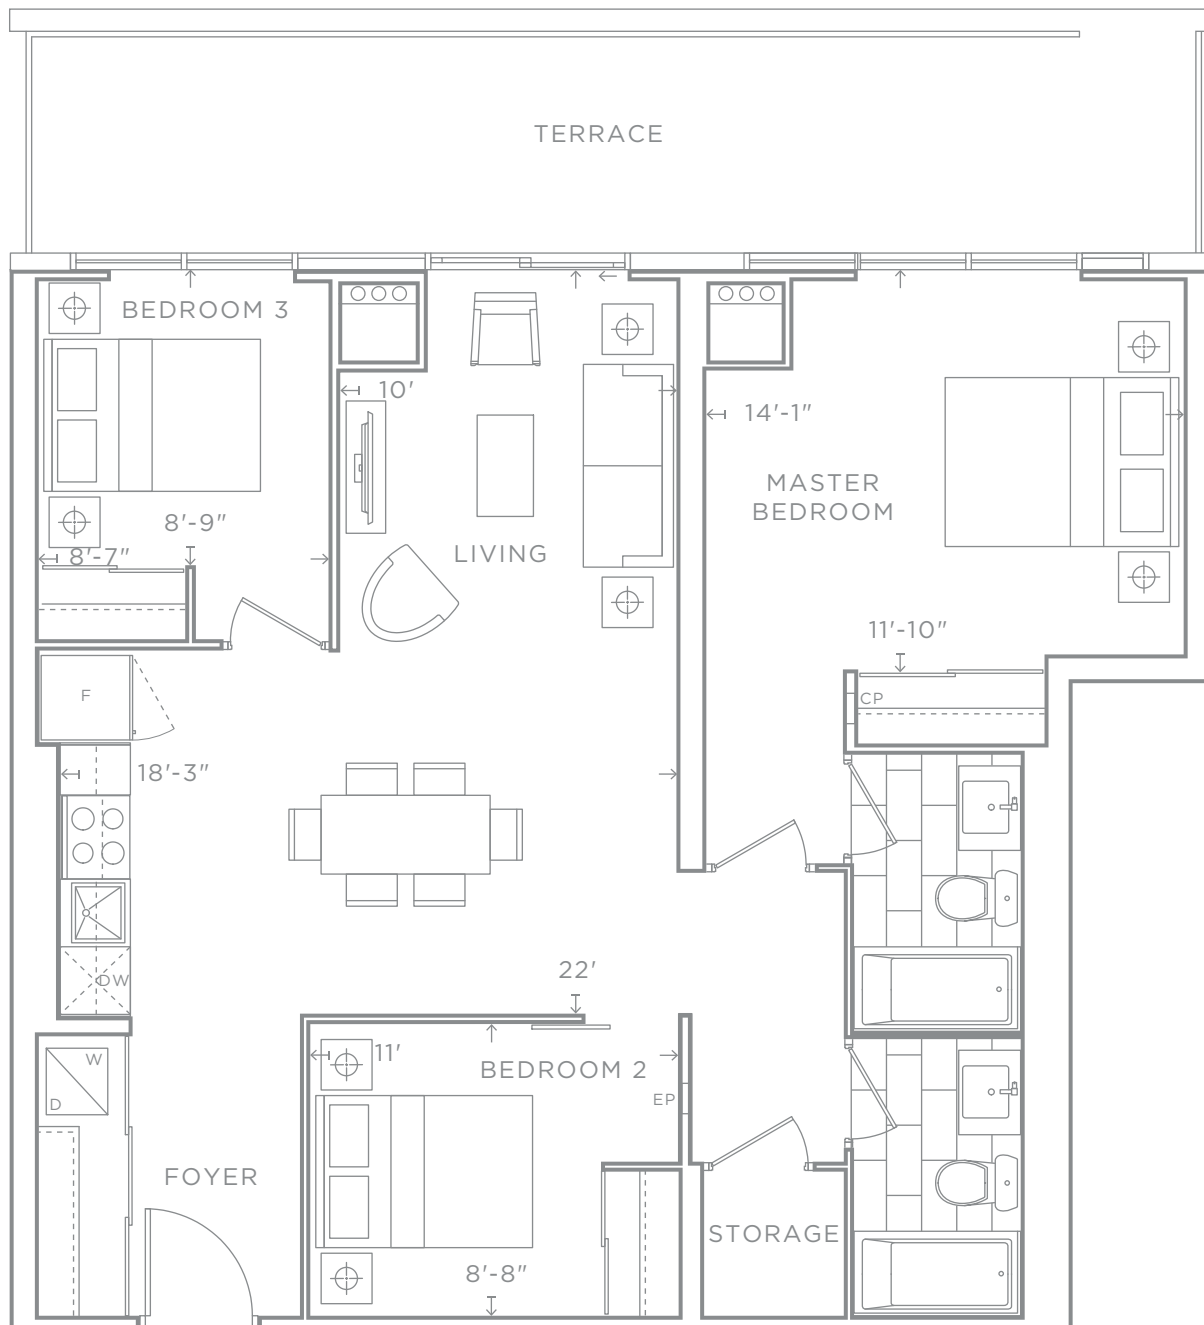 TERRACE
BEDROOM 3
10'
14'-1"
MASTER
BEDROOM
8'-9"
8'-7"
LIVING
11'-10"
F
CP
18'-3"
22'
DW
11'
BEDROOM 2
W
D
EP
FOYER
STORAGE
8'-8"